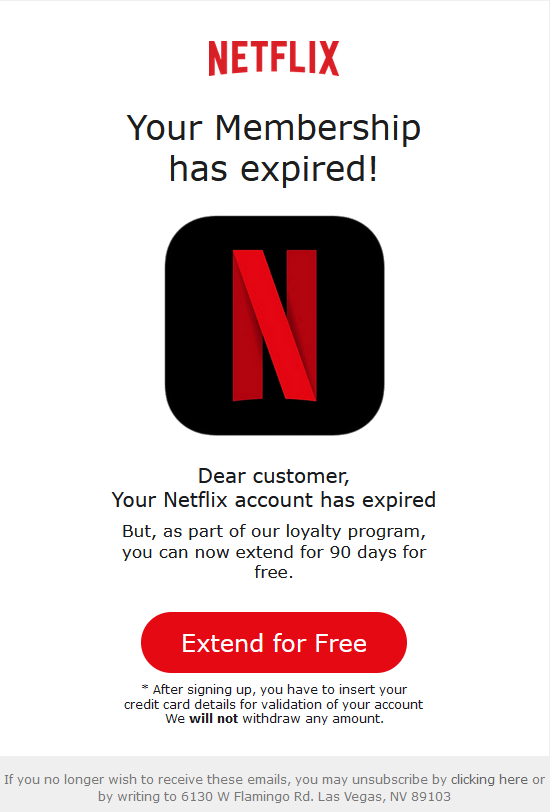 NETFLIX
Your Membership
has expired!
N
Dear customer,
Your Netflix account has expired
But, as part of our loyalty program,
you can now extend for 90 days for
free.
Extend for Free
* After signing up, you have to insert your
credit card details for validation of your account
We will not withdraw any amount.
If you no longer wish to receive these emails, you may unsubscribe by clicking here or
by writing to 6130 W Flamingo Rd. Las Vegas, NV 89103